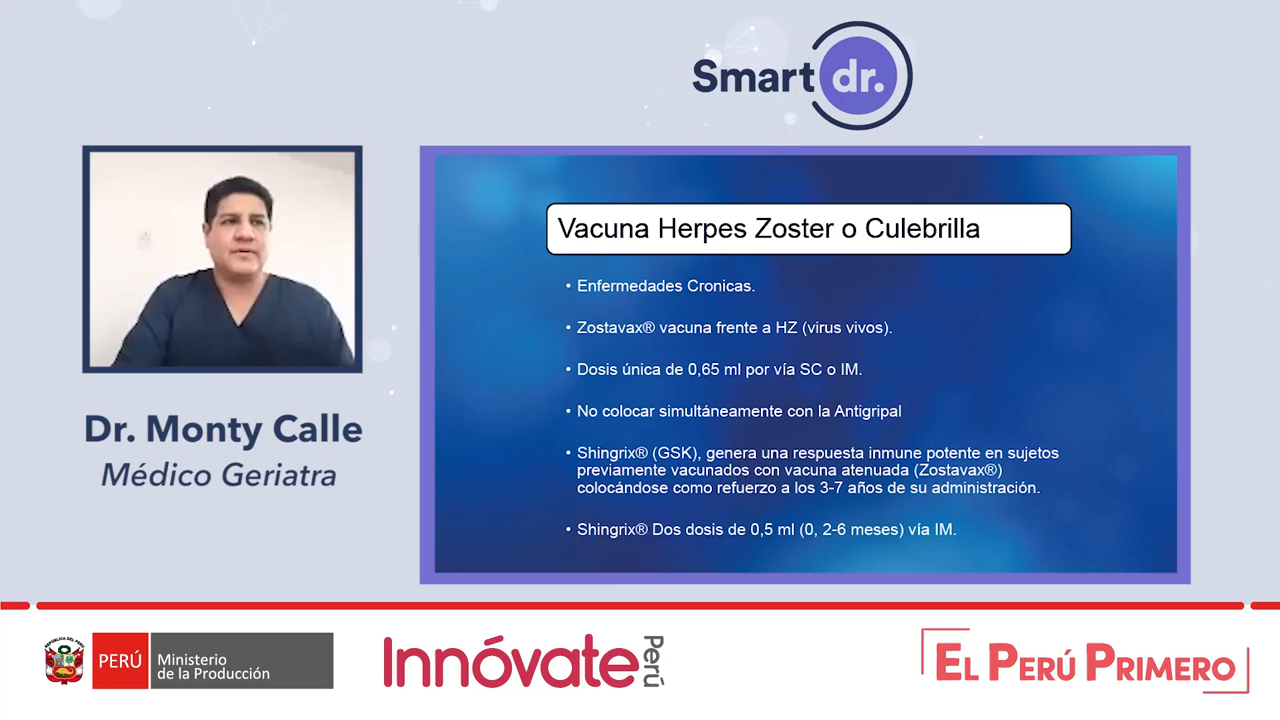 Smart dr.
Vacuna Herpes Zoster o Culebrilla
• Enfermedades Cronicas.
• Zostavax® vacuna frente a HZ (virus vivos).
• Dosis única de 0,65 ml por vía SC o IM.
• No colocar simultáneamente con la Antigripal
• Shingrix® (GSK), genera una respuesta inmune potente en sujetos
previamente vacunados con vacuna atenuada (Zostavax®)
colocándose como refuerzo a los 3-7 años de su administración.
• Shingrix® Dos dosis de 0,5 ml (0, 2-6 meses) vía IM.
Dr. Monty Calle
Médico Geriatra
REPÚBLICA DEL PERÚ
PERÚ
Ministerio
de la Producción
Innóvate Perú
EL PERÚ PRIMERO